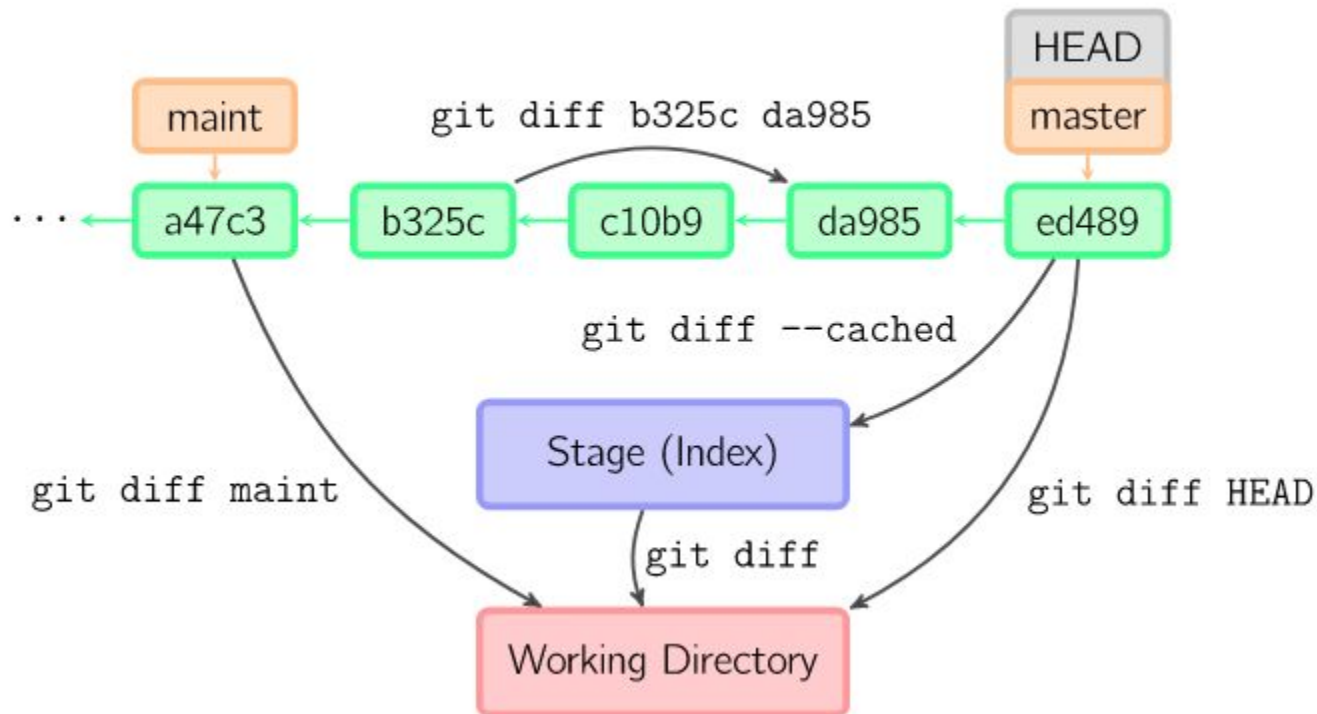 HEAD
maint
git diff b325c da985
master
...
a47c3
b325c
c10b9
da985
ed489
git diff --cached
Stage (Index)
git diff maint
git diff HEAD
git diff
Working Directory